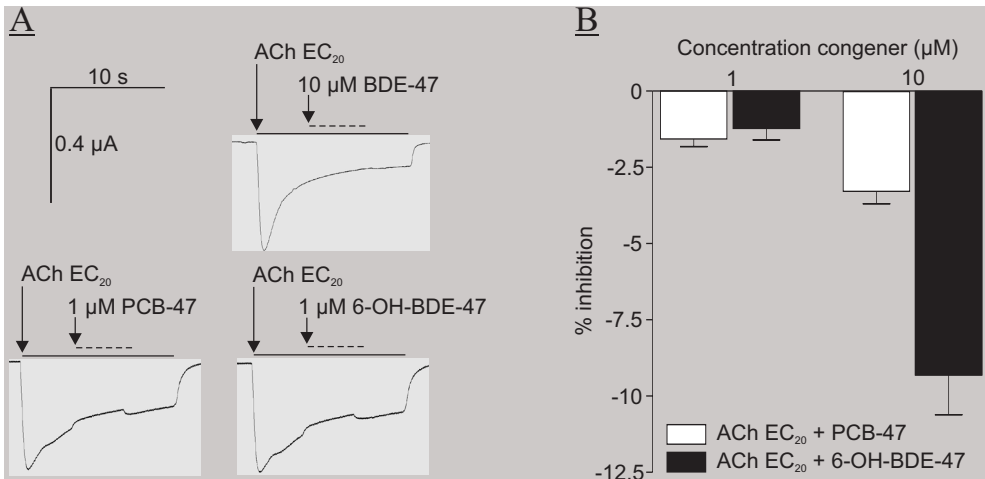 A
10 s
0.4 µA
ACh EC20
10 µM BDE-47
ACh EC20
1 µM PCB-47
ACh EC20
1 µM 6-OH-BDE-47
B
Concentration congener (µM)
1
10
% inhibition
0
-2.5
-5
-7.5
-10
-12.5
ACh EC20 + PCB-47
ACh EC20 + 6-OH-BDE-47